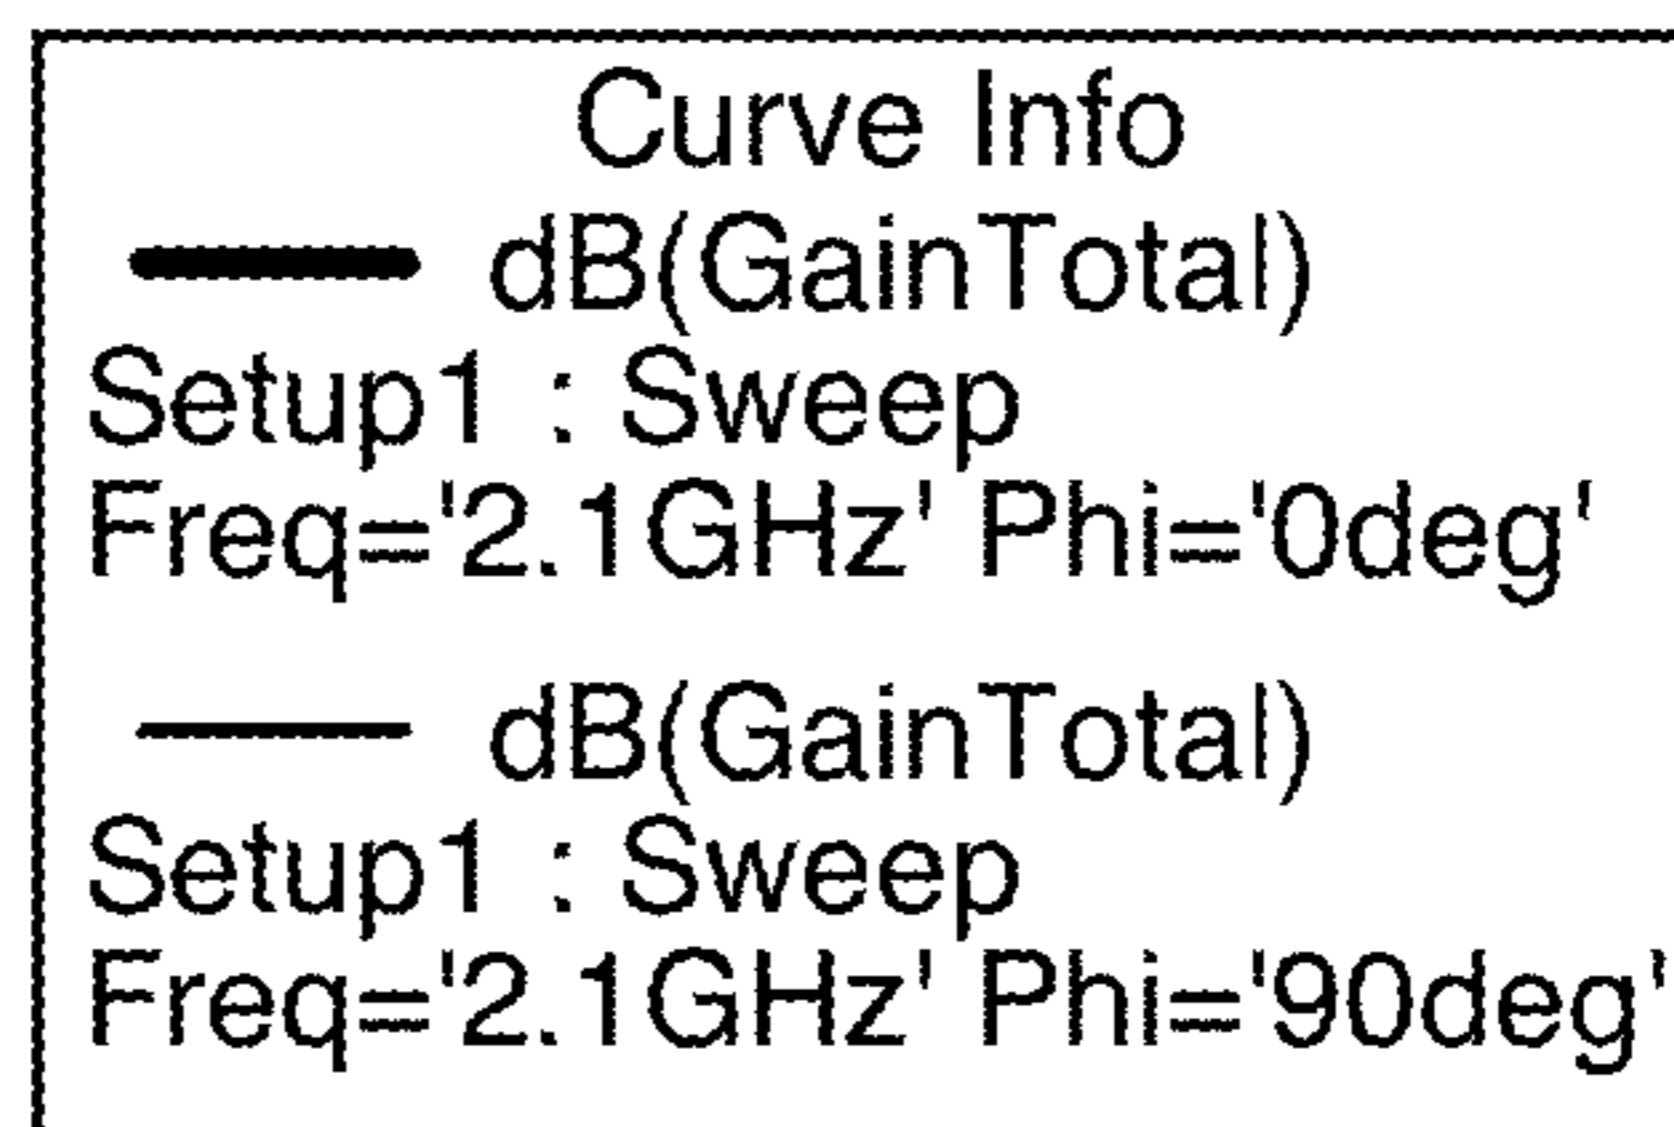 Curve Info
dB(GainTotal)
Setup1 : Sweep
Freq='2.1GHz' Phi='0deg'
dB(GainTotal)
Setup1 : Sweep
Freq='2.1GHz' Phi='90deg'